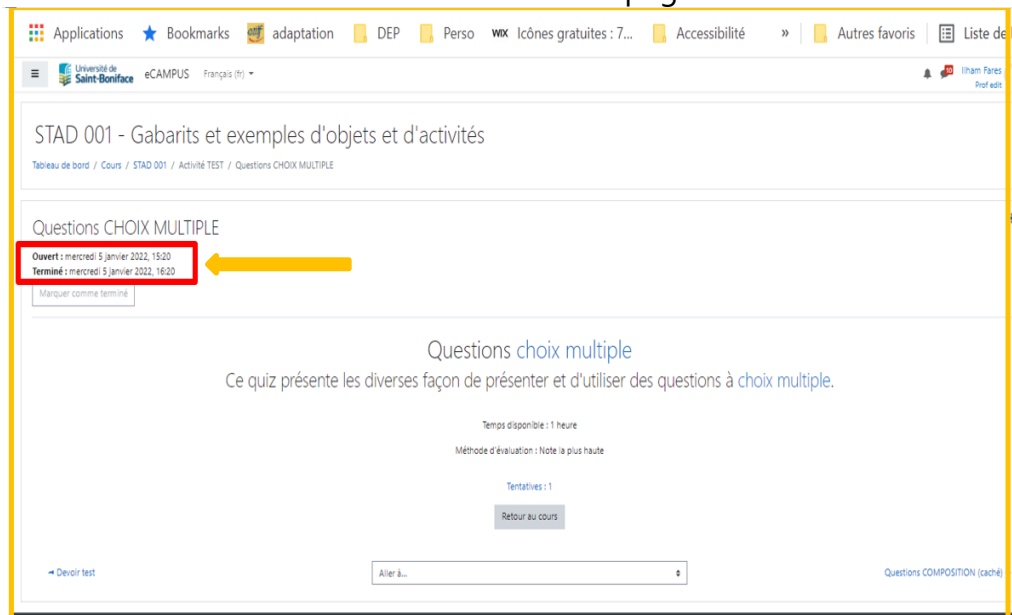 Applications Bookmarks adaptation DEP Perso WIX Icônes gratuites : 7... Accessibilité » Autres favoris Liste de
Université de
Saint-Boniface eCAMPUS Français (fr) 10 Ilham Fares
Prof edit
STAD 001 - Gabarits et exemples d'objets et d'activités
Tableau de bord / Cours / STAD 001 / Activité TEST / Questions CHOIX MULTIPLE
Questions CHOIX MULTIPLE
Ouvert : mercredi 5 janvier 2022, 15:20
Terminé : mercredi 5 janvier 2022, 16:20
Marquer comme terminé
Questions choix multiple
Ce quiz présente les diverses façon de présenter et d'utiliser des questions à choix multiple.
Temps disponible : 1 heure
Méthode d'évaluation : Note la plus haute
Tentatives : 1
Retour au cours
◄ Devoir test Aller à... Questions COMPOSITION (caché)